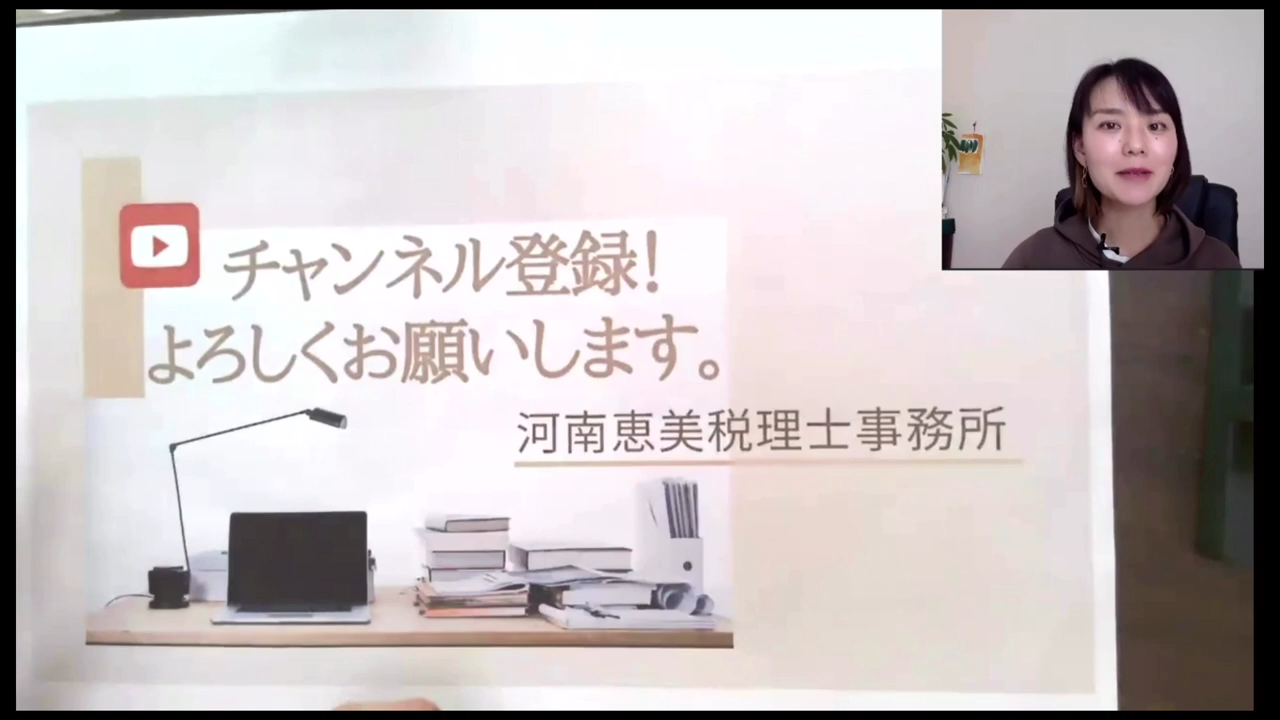 チャンネル登録!
よろしくお願いします。
河南恵美税理士事務所